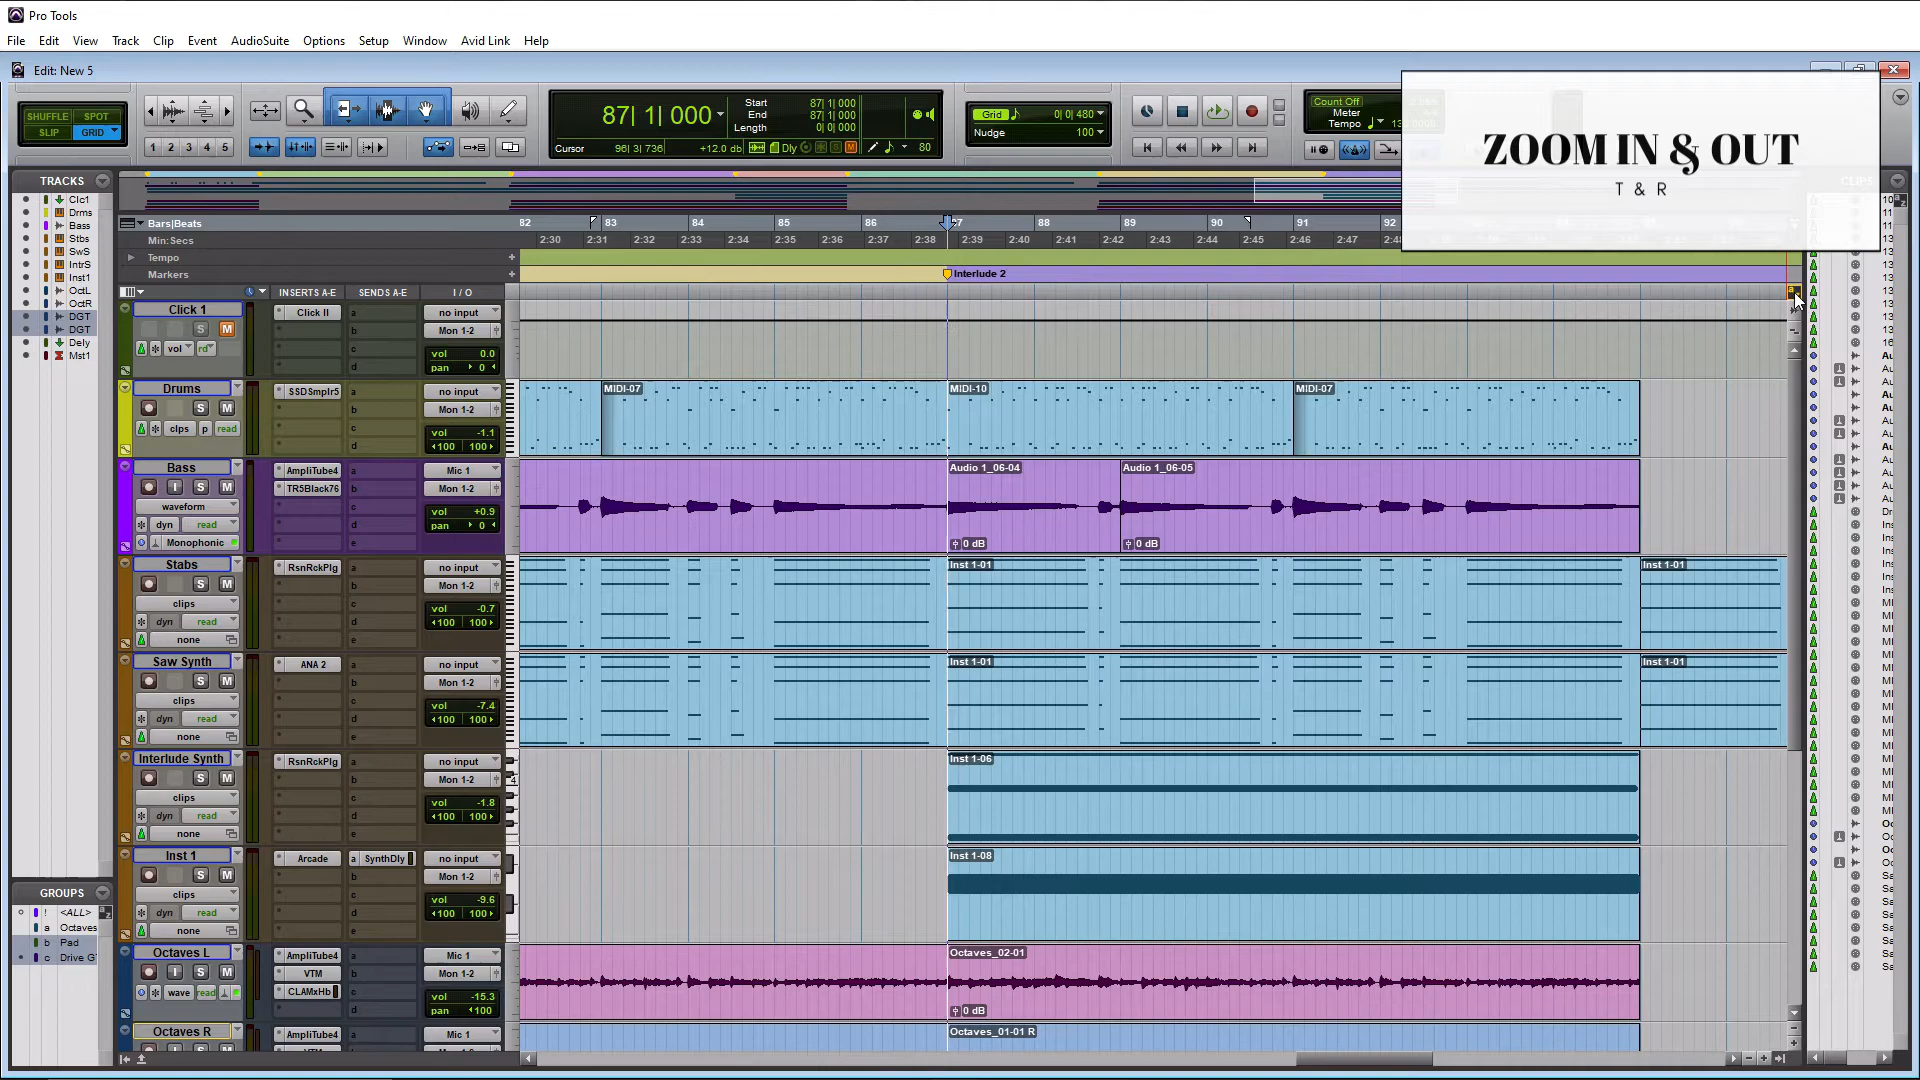 Pro Tools
File Edit View Track Clip Event AudioSuite Options Setup Window Avid Link Help
Edit: New 5
SHUFFLE SPOT
SLIP GRID
1 2 3 4 5
87| 1| 000
Start 87| 1| 000
End 87| 1| 000
Length 0| 0| 000
Cursor 96| 3| 736 +12.0 db Dly M 80
Grid 0| 0| 480
Nudge 100
Count Off
Meter
Tempo
ZOOM IN & OUT
T & R
TRACKS
Clc1
Drms
Bass
Stbs
SwS
IntrS
Inst1
OctL
OctR
DGT
DGT
Dely
Mst1
GROUPS
! <ALL>
a Octaves
b Pad
c Drive G
Bars|Beats 82 83 84 85 86 87 88 89 90 91 92
Min:Secs 2:30 2:31 2:32 2:33 2:34 2:35 2:36 2:37 2:38 2:39 2:40 2:41 2:42 2:43 2:44 2:45 2:46 2:47
Tempo
Markers Interlude 2
INSERTS A-E SENDS A-E I / O
Click 1 Click II a no input
S M b Mon 1-2
vol rd c vol 0.0
d pan 0
Drums SSDSmplr5 a no input MIDI-07 MIDI-10 MIDI-07
S M b Mon 1-2
clps p read c vol -1.1
d 100 100
Bass AmpliTube4 a Mic 1 Audio 1_06-04 Audio 1_06-05
I S M TR5Black76 b Mon 1-2
waveform c vol +0.9
dyn read d pan 0
Monophonic e 0 dB 0 dB
Stabs RsnRckPlg a no input Inst 1-01 Inst 1-01
S M b Mon 1-2
clips c vol -0.7
dyn read d 100 100
none e
Saw Synth ANA 2 a no input Inst 1-01 Inst 1-01
S M b Mon 1-2
clips c vol -7.4
dyn read d 100 100
none e
Interlude Synth RsnRckPlg a no input Inst 1-06
S M b Mon 1-2 4
clips c vol -1.8
dyn read d 100 100
none e
Inst 1 Arcade a SynthDly no input Inst 1-08
S M b Mon 1-2
clips c vol -9.6
dyn read d 100 100
none e
Octaves L AmpliTube4 a Mic 1 Octaves_02-01
I S M VTM b Mon 1-2
wave read CLAMxHb c vol -15.3
d pan 100 0 dB
Octaves R AmpliTube4 a Mic 1 Octaves_01-01 R